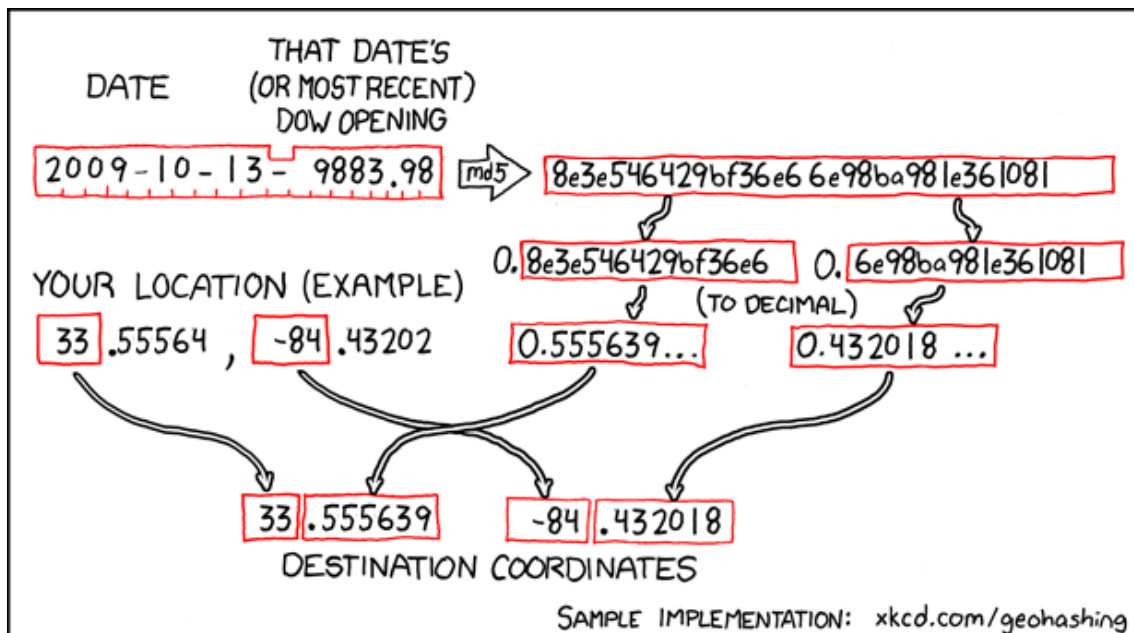 DATE
THAT DATE'S
(OR MOST RECENT)
DOW OPENING
2009-10-13- 9883.98
md5
8e3e546429bf36e66e98ba981e361081
0.8e3e546429bf36e6
0.6e98ba981e361081
YOUR LOCATION (EXAMPLE)
(TO DECIMAL)
33.55564, -84.43202
0.555639...
0.432018...
33.555639
-84.432018
DESTINATION COORDINATES
SAMPLE IMPLEMENTATION: xkcd.com/geohashing